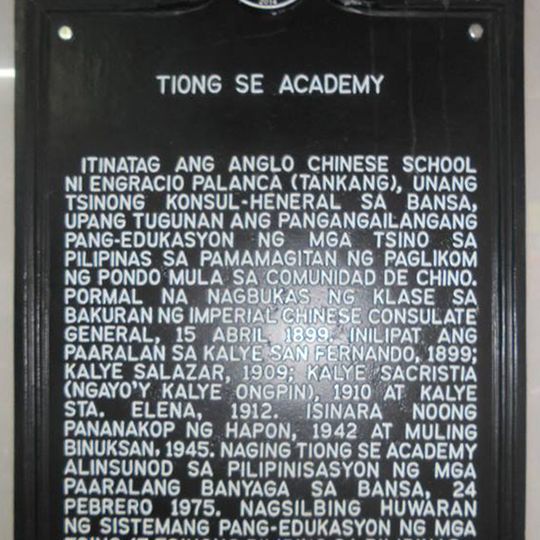 2014
TIONG SE ACADEMY
ITINATAG ANG ANGLO CHINESE SCHOOL
NI ENGRACIO PALANCA (TANKANG), UNANG
TSINONG KONSUL-HENERAL SA BANSA,
UPANG TUGUNAN ANG PANGANGAILANGANG
PANG-EDUKASYON NG MGA TSINO SA
PILIPINAS SA PAMAMAGITAN NG PAGLIKOM
NG PONDO MULA SA COMUNIDAD DE CHINO.
PORMAL NA NAGBUKAS NG KLASE SA
BAKURAN NG IMPERIAL CHINESE CONSULATE
GENERAL, 15 ABRIL 1899. INILIPAT ANG
PAARALAN SA KALYE SAN FERNANDO, 1899;
KALYE SALAZAR, 1909; KALYE SACRISTIA
(NGAYO'Y KALYE ONGPIN), 1910 AT KALYE
STA. ELENA, 1912. ISINARA NOONG
PANANAKOP NG HAPON, 1942 AT MULING
BINUKSAN, 1945. NAGING TIONG SE ACADEMY
ALINSUNOD SA PILIPINISASYON NG MGA
PAARALANG BANYAGA SA BANSA, 24
PEBRERO 1975. NAGSILBING HUWARAN
NG SISTEMANG PANG-EDUKASYON NG MGA